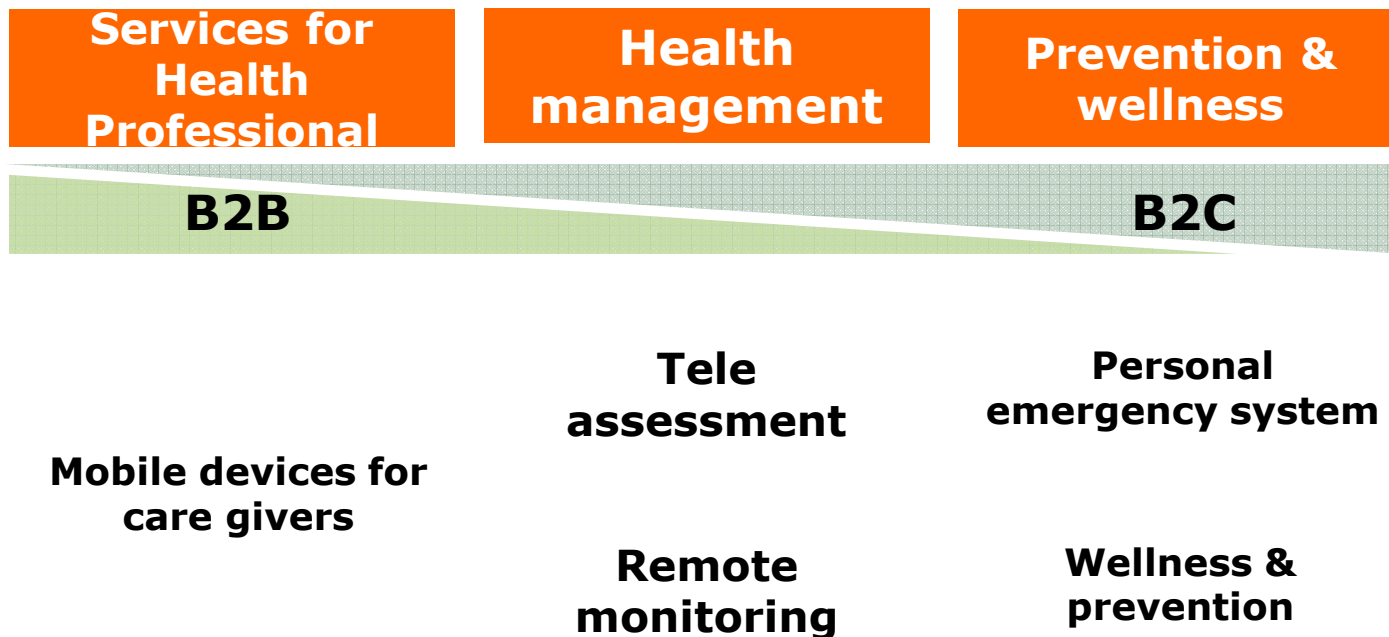 Services for
Health
Professional
Health
management
Prevention &
wellness
B2B
B2C
Mobile devices for
care givers
Tele
assessment
Remote
monitoring
Personal
emergency system
Wellness &
prevention